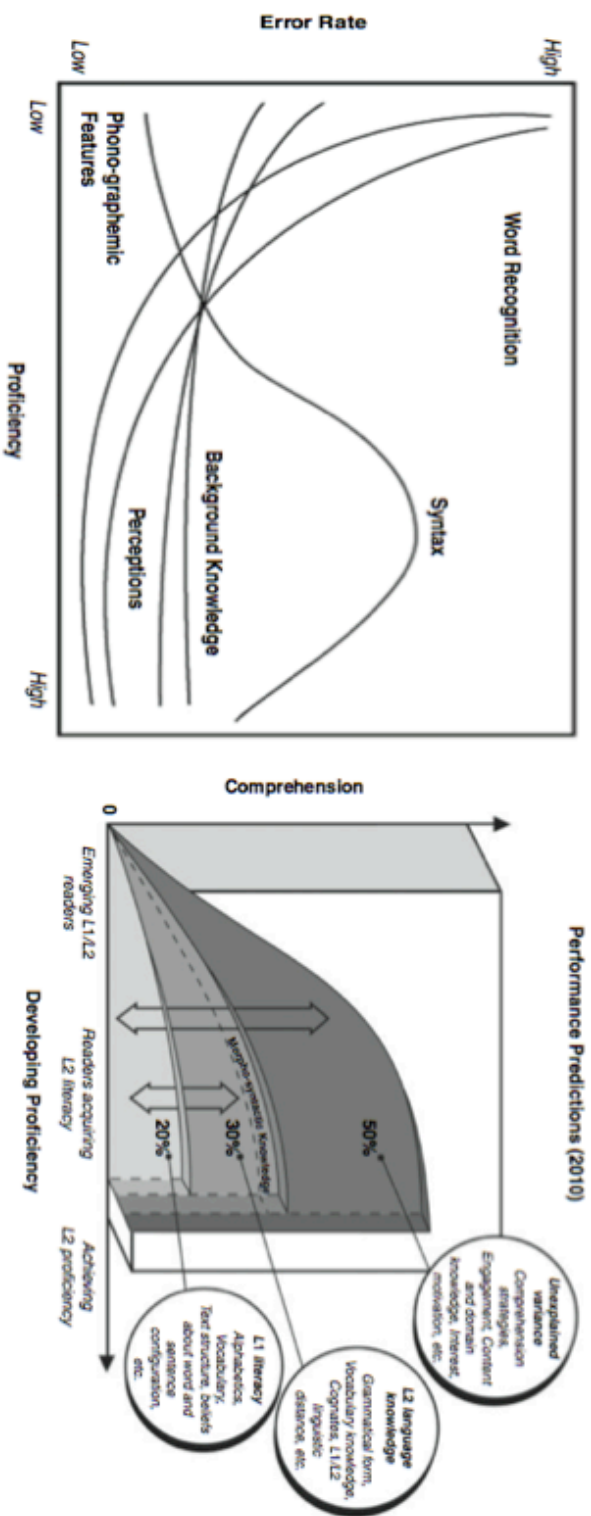 Error Rate
High
Low
Word Recognition
Syntax
Background Knowledge
Perceptions
Phono-graphemic
Features
Low
High
Proficiency
Performance Predictions (2010)
Comprehension
0
50%*
Morpho-syntactic Knowledge
30%*
20%*
Unexplained
variance
Comprehension
strategies,
Engagement, Content
and domain
knowledge, Interest,
motivation, etc.
L2 language
knowledge
Grammatical form,
Vocabulary knowledge,
Cognates, L1/L2
linguistic
distance, etc.
L1 literacy
Alphabetics,
Vocabulary,
Text structure, beliefs
about word and
sentence
configuration,
etc.
Emerging L1/L2
readers
Readers acquiring
L2 literacy
Achieving
L2 proficiency
Developing Proficiency